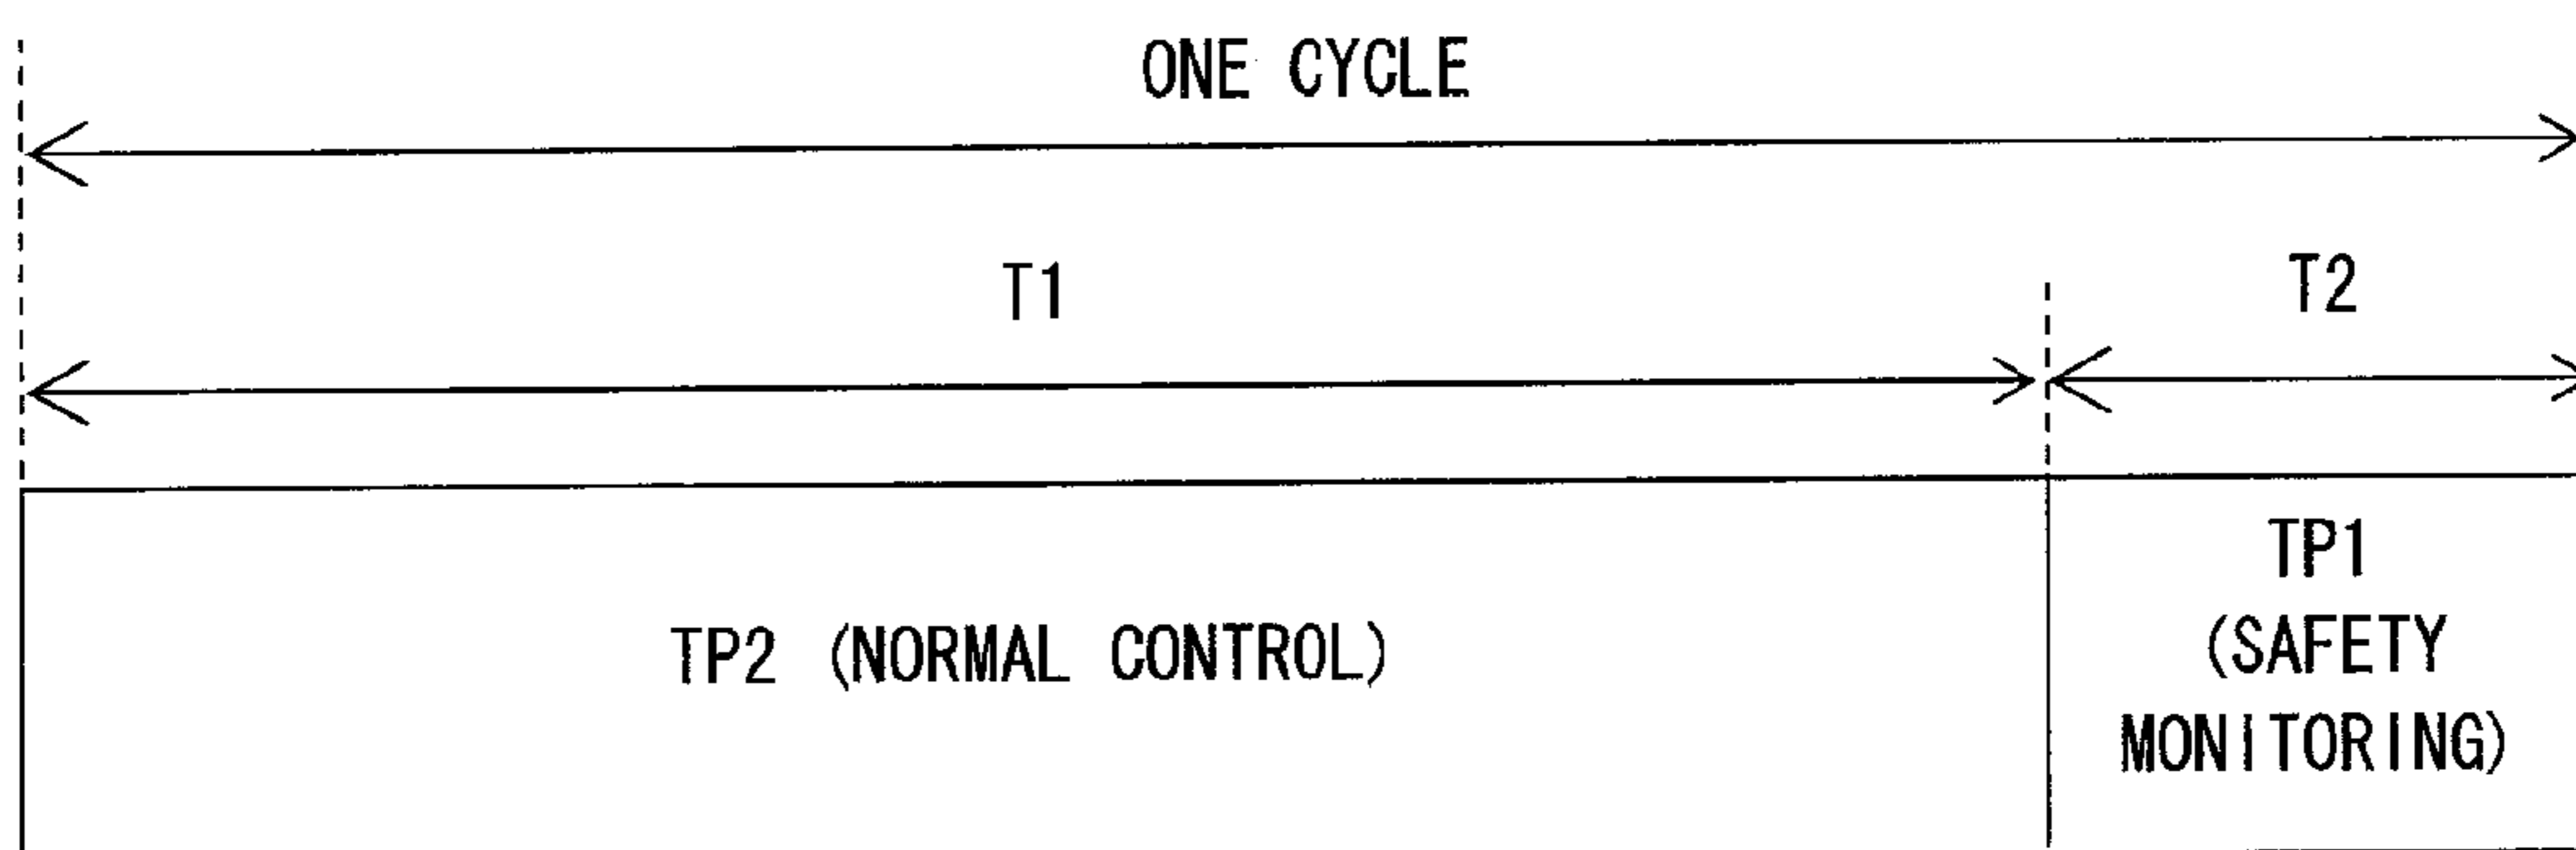 ONE CYCLE
T1
T2
TP2 (NORMAL CONTROL)
TP1
(SAFETY
MONITORING)